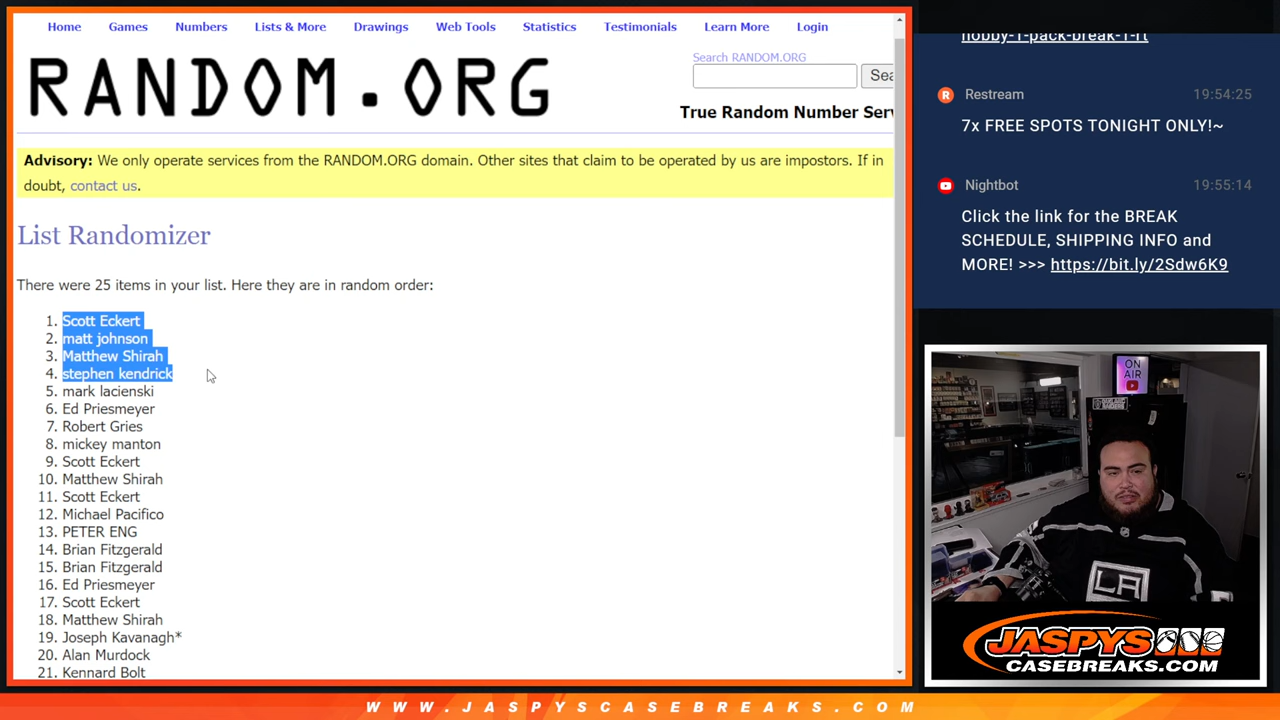 Home Games Numbers Lists & More Drawings Web Tools Statistics Testimonials Learn More Login
RANDOM.ORG
Search RANDOM.ORG
Sea
True Random Number Serv
Advisory: We only operate services from the RANDOM.ORG domain. Other sites that claim to be operated by us are impostors. If in
doubt, contact us.
List Randomizer
There were 25 items in your list. Here they are in random order:
1. Scott Eckert
2. matt johnson
3. Matthew Shirah
4. stephen kendrick
5. mark lacienski
6. Ed Priesmeyer
7. Robert Gries
8. mickey manton
9. Scott Eckert
10. Matthew Shirah
11. Scott Eckert
12. Michael Pacifico
13. PETER ENG
14. Brian Fitzgerald
15. Brian Fitzgerald
16. Ed Priesmeyer
17. Scott Eckert
18. Matthew Shirah
19. Joseph Kavanagh*
20. Alan Murdock
21. Kennard Bolt
hobby-1-pack-break-1-rt
R Restream 19:54:25
7x FREE SPOTS TONIGHT ONLY!~
Nightbot 19:55:14
Click the link for the BREAK
SCHEDULE, SHIPPING INFO and
MORE! >>> https://bit.ly/2Sdw6K9
ON
AIR
LA
JASPYS
CASEBREAKS.COM
WWW.JASPYSCASEBREAKS.COM